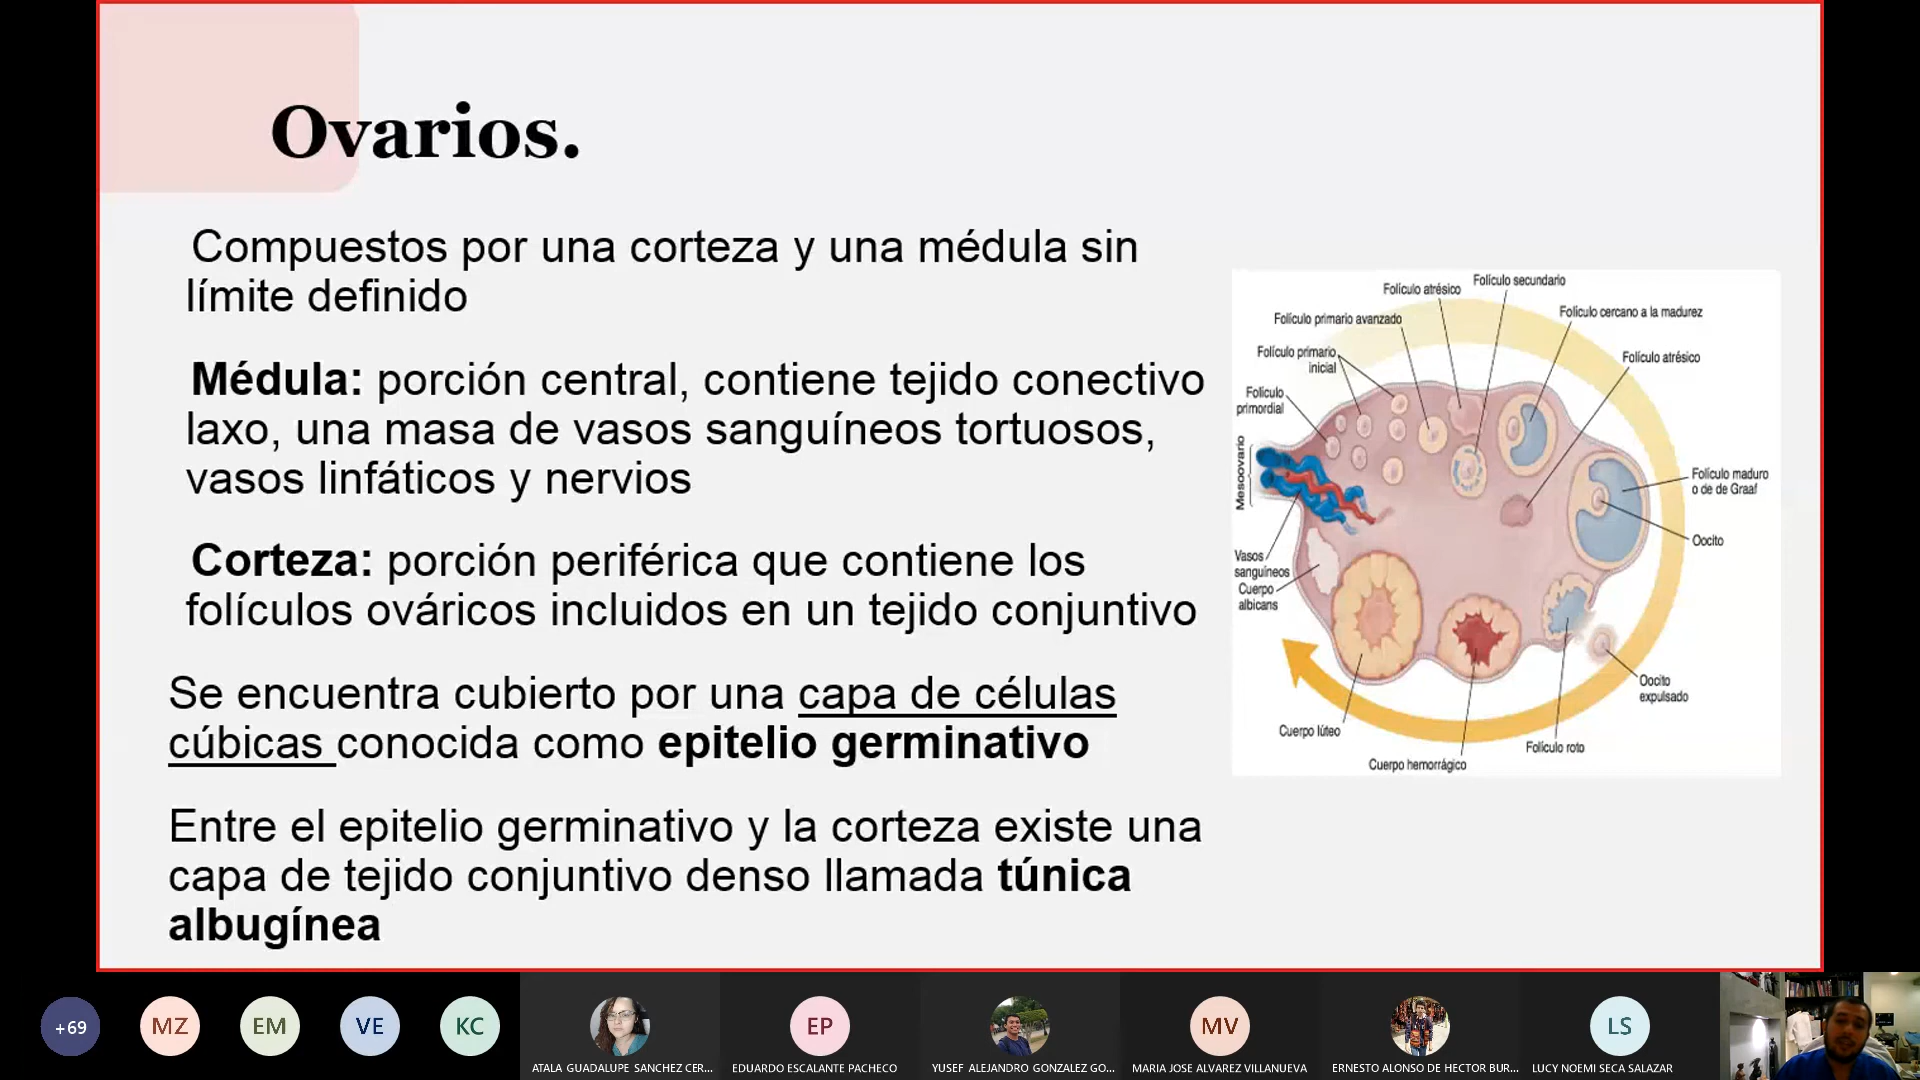 Ovarios.
Compuestos por una corteza y una médula sin
límite definido
Médula: porción central, contiene tejido conectivo
laxo, una masa de vasos sanguíneos tortuosos,
vasos linfáticos y nervios
Corteza: porción periférica que contiene los
folículos ováricos incluidos en un tejido conjuntivo
Se encuentra cubierto por una capa de células
cúbicas conocida como epitelio germinativo
Entre el epitelio germinativo y la corteza existe una
capa de tejido conjuntivo denso llamada túnica
albugínea
Folículo atrésico
Folículo secundario
Folículo primario avanzado
Folículo cercano a la madurez
Folículo primario
inicial
Folículo atrésico
Folículo
primordial
Mesoovario
Folículo maduro
o de de Graaf
Oocito
Vasos
sanguíneos
Cuerpo
albicans
Oocito
expulsado
Cuerpo lúteo
Folículo roto
Cuerpo hemorrágico
+69
MZ
EM
VE
KC
EP
MV
LS
ATALA GUADALUPE SANCHEZ CER...
EDUARDO ESCALANTE PACHECO
YUSEF ALEJANDRO GONZALEZ GO...
MARIA JOSE ALVAREZ VILLANUEVA
ERNESTO ALONSO DE HECTOR BUR...
LUCY NOEMI SECA SALAZAR